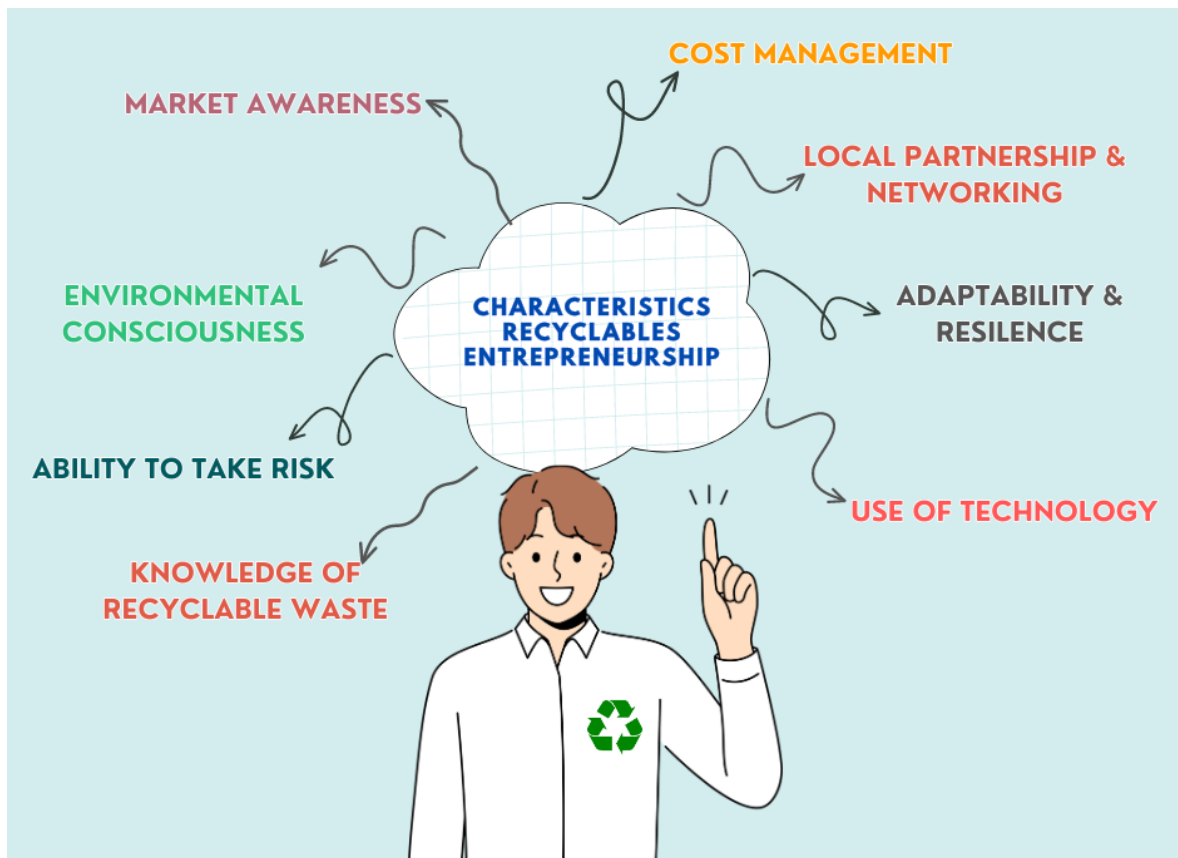 COST MANAGEMENT
MARKET AWARENESS
LOCAL PARTNERSHIP &
NETWORKING
ENVIRONMENTAL
CONSCIOUSNESS
CHARACTERISTICS
RECYCLABLES
ENTREPRENEURSHIP
ADAPTABILITY &
RESILENCE
ABILITY TO TAKE RISK
USE OF TECHNOLOGY
KNOWLEDGE OF
RECYCLABLE WASTE